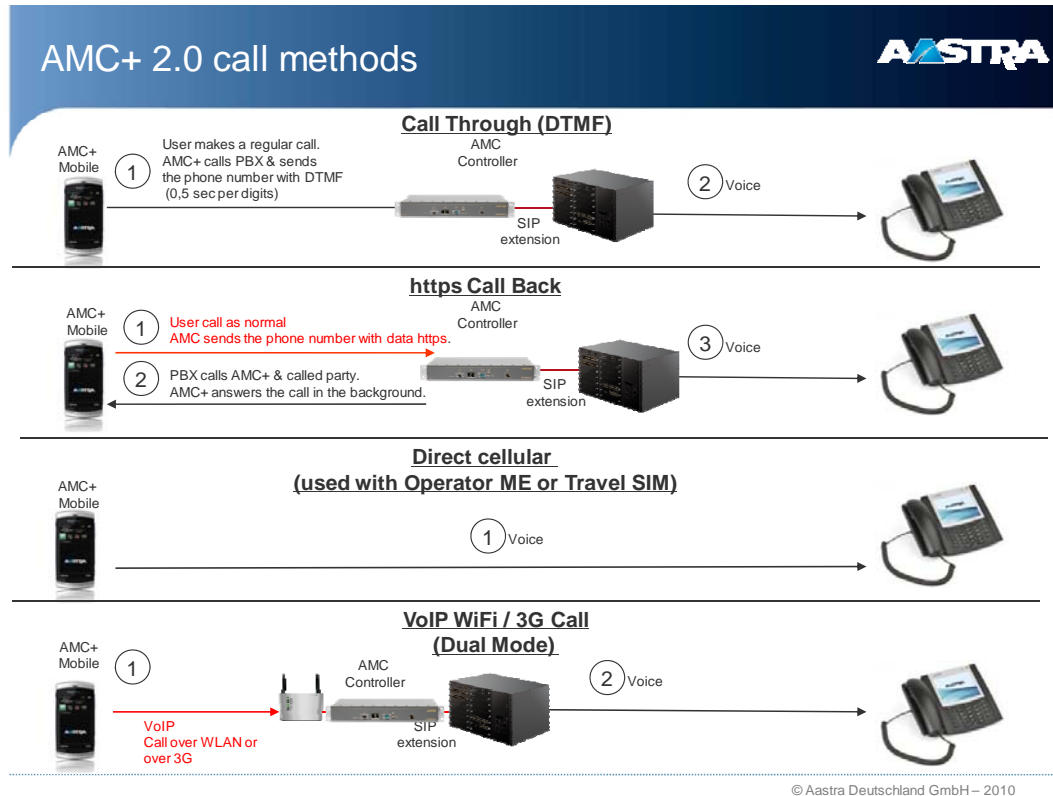 AMC+ 2.0 call methods
AASTRA
Call Through (DTMF)
AMC+
Mobile
1
User makes a regular call.
AMC+ calls PBX & sends
the phone number with DTMF
(0,5 sec per digits)
AMC
Controller
SIP
extension
2
Voice
https Call Back
AMC+
Mobile
1
User call as normal
AMC sends the phone number with data https.
2
PBX calls AMC+ & called party.
AMC+ answers the call in the background.
AMC
Controller
SIP
extension
3
Voice
Direct cellular
(used with Operator ME or Travel SIM)
AMC+
Mobile
1
Voice
VoIP WiFi / 3G Call
(Dual Mode)
AMC+
Mobile
1
VoIP
Call over WLAN or
over 3G
AMC
Controller
SIP
extension
2
Voice
© Aastra Deutschland GmbH – 2010